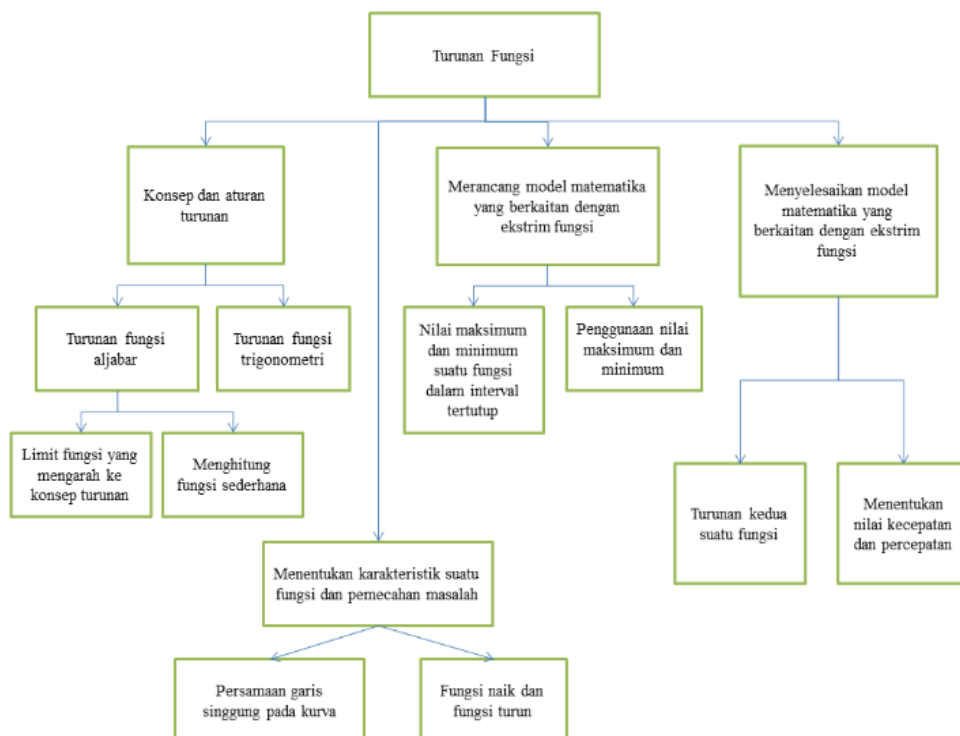 Turunan Fungsi
Konsep dan aturan
turunan
Merancang model matematika
yang berkaitan dengan
ekstrim fungsi
Menyelesaikan model
matematika yang
berkaitan dengan ekstrim
fungsi
Turunan fungsi
aljabar
Turunan fungsi
trigonometri
Nilai maksimum
dan minimum
suatu fungsi
dalam interval
tertutup
Penggunaan nilai
maksimum dan
minimum
Limit fungsi yang
mengarah ke
konsep turunan
Menghitung
fungsi sederhana
Turunan kedua
suatu fungsi
Menentukan
nilai kecepatan
dan percepatan
Menentukan karakteristik suatu
fungsi dan pemecahan masalah
Persamaan garis
singgung pada kurva
Fungsi naik dan
fungsi turun